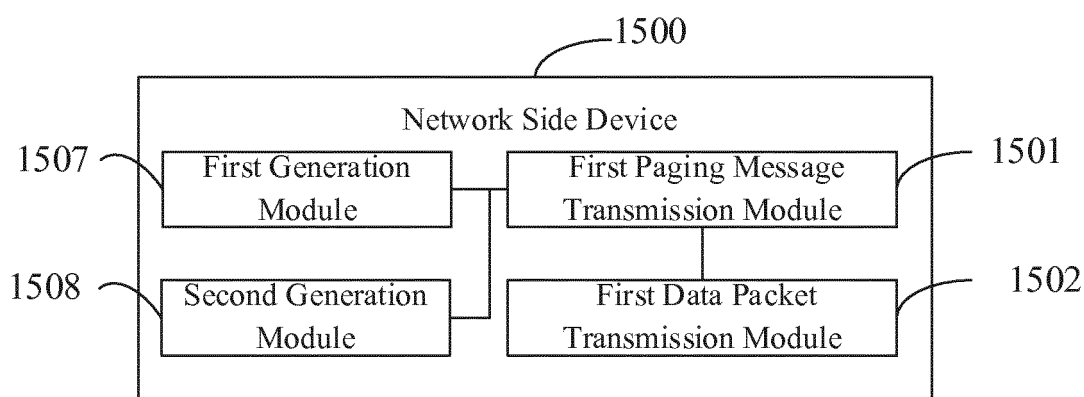 1500
Network Side Device
1507
First Generation
Module
First Paging Message
Transmission Module
1501
1508
Second Generation
Module
First Data Packet
Transmission Module
1502